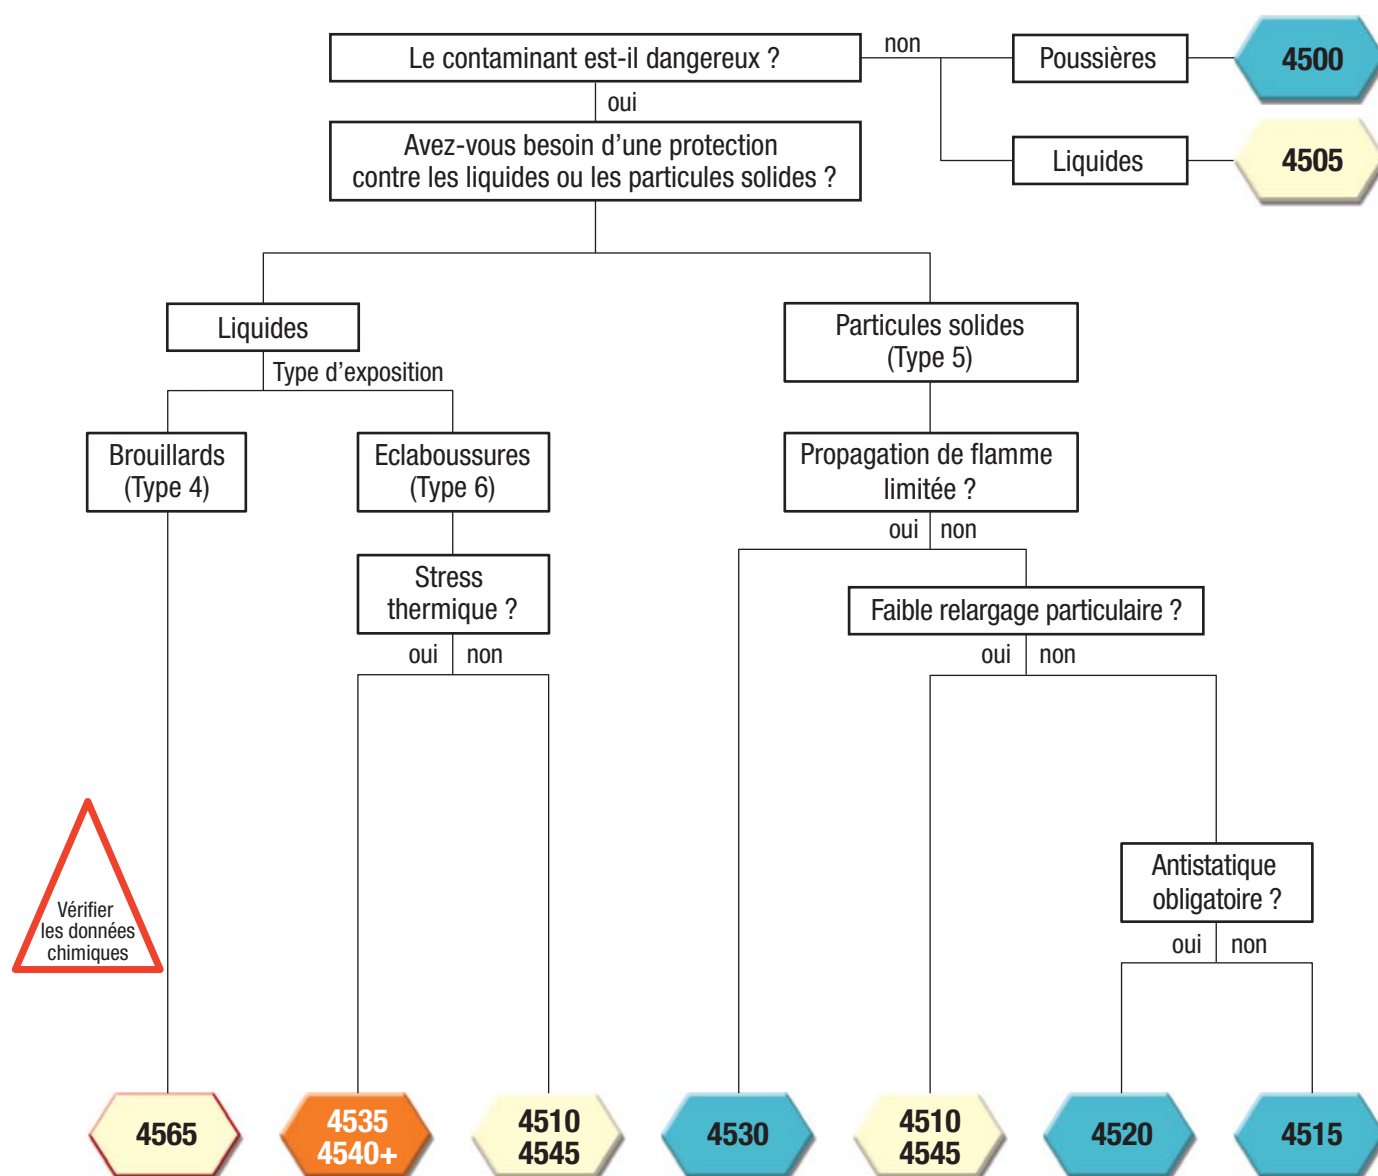 Le contaminant est-il dangereux ?
non
Poussières
4500
oui
Avez-vous besoin d’une protection
contre les liquides ou les particules solides ?
Liquides
4505
Liquides
Particules solides
(Type 5)
Type d’exposition
Brouillards
(Type 4)
Eclaboussures
(Type 6)
Propagation de flamme
limitée ?
oui
non
Stress
thermique ?
Faible relargage particulaire ?
oui
non
oui
non
Antistatique
obligatoire ?
Vérifier
les données
chimiques
oui
non
4565
4535
4540+
4510
4545
4530
4510
4545
4520
4515